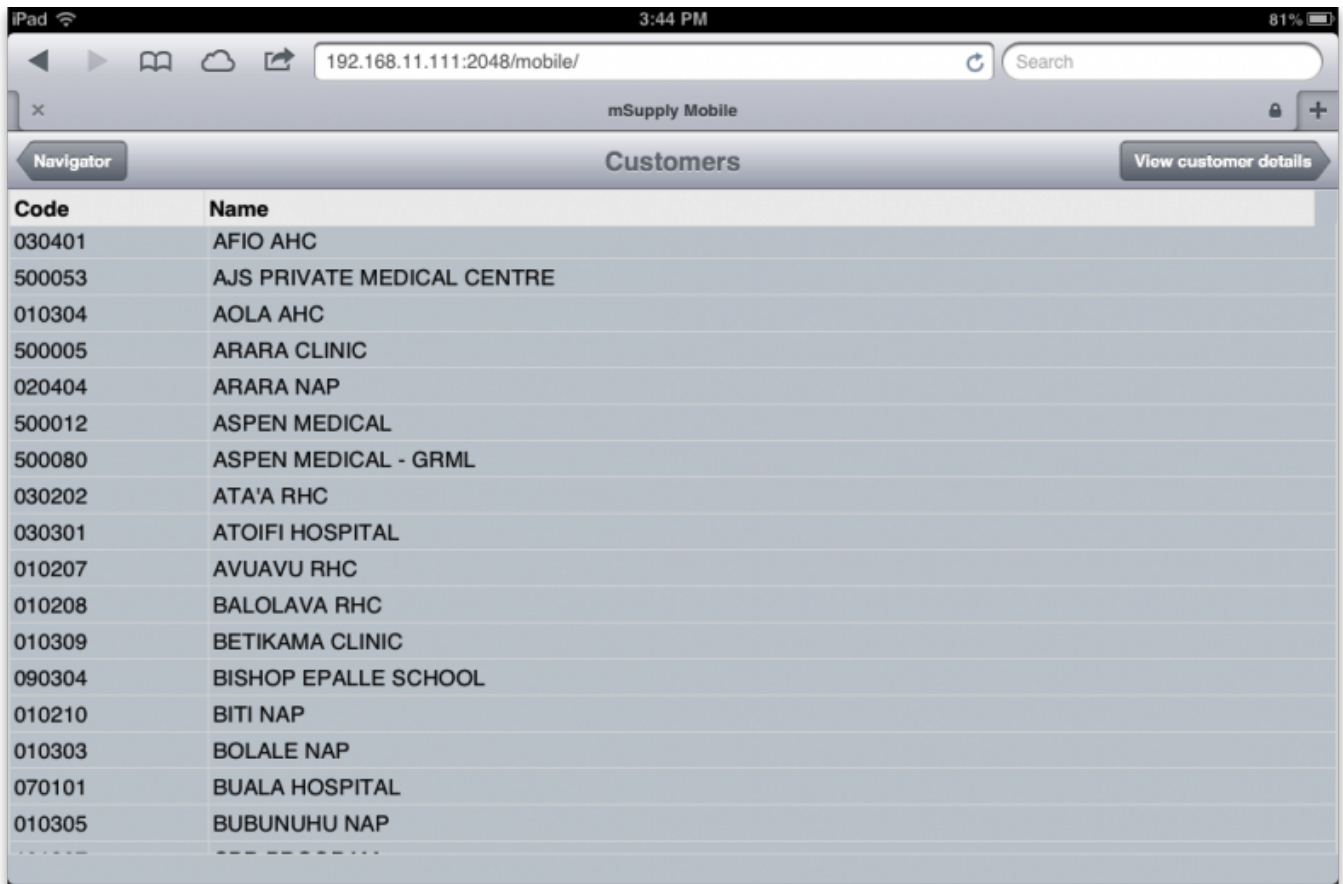 iPad 3:44 PM 81%
192.168.11.111:2048/mobile/ Search
mSupply Mobile
Navigator Customers View customer details
Code Name
030401 AFIO AHC
500053 AJS PRIVATE MEDICAL CENTRE
010304 AOLA AHC
500005 ARARA CLINIC
020404 ARARA NAP
500012 ASPEN MEDICAL
500080 ASPEN MEDICAL - GRML
030202 ATA'A RHC
030301 ATOIFI HOSPITAL
010207 AVUAVU RHC
010208 BALOLAVA RHC
010309 BETIKAMA CLINIC
090304 BISHOP EPALLE SCHOOL
010210 BITI NAP
010303 BOLALE NAP
070101 BUALA HOSPITAL
010305 BUBUNUHU NAP